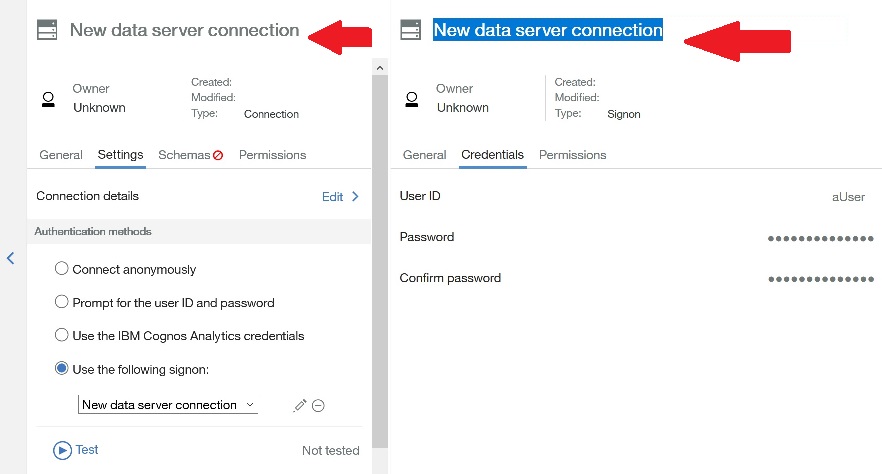 New data server connection
Owner
Unknown
Created:
Modified:
Type: Connection
General Settings Schemas Permissions
Connection details Edit
Authentication methods
Connect anonymously
Prompt for the user ID and password
Use the IBM Cognos Analytics credentials
Use the following signon:
New data server connection
Test Not tested
New data server connection
Owner
Unknown
Created:
Modified:
Type: Signon
General Credentials Permissions
User ID aUser
Password ••••••••••••••
Confirm password ••••••••••••••